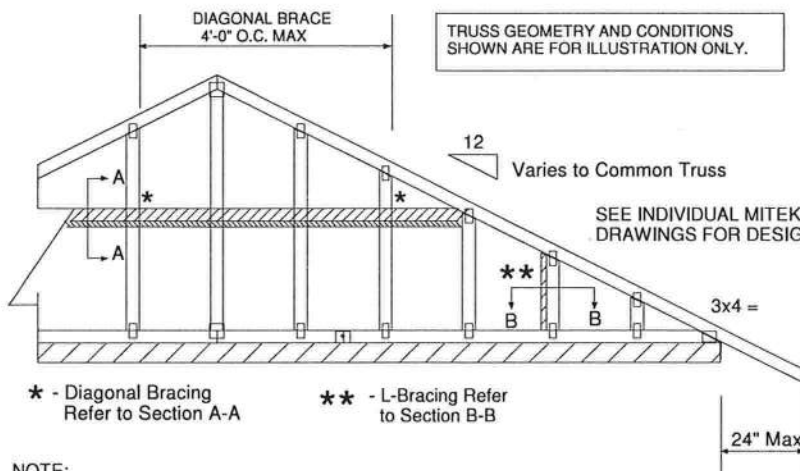 DIAGONAL BRACE
4'-0" O.C. MAX
TRUSS GEOMETRY AND CONDITIONS
SHOWN ARE FOR ILLUSTRATION ONLY.
12
Varies to Common Truss
A
*
*
SEE INDIVIDUAL MITEK
DRAWINGS FOR DESIG
A
**
B
B
3x4 =
* - Diagonal Bracing
Refer to Section A-A
** - L-Bracing Refer
to Section B-B
24" Max
NOTE: